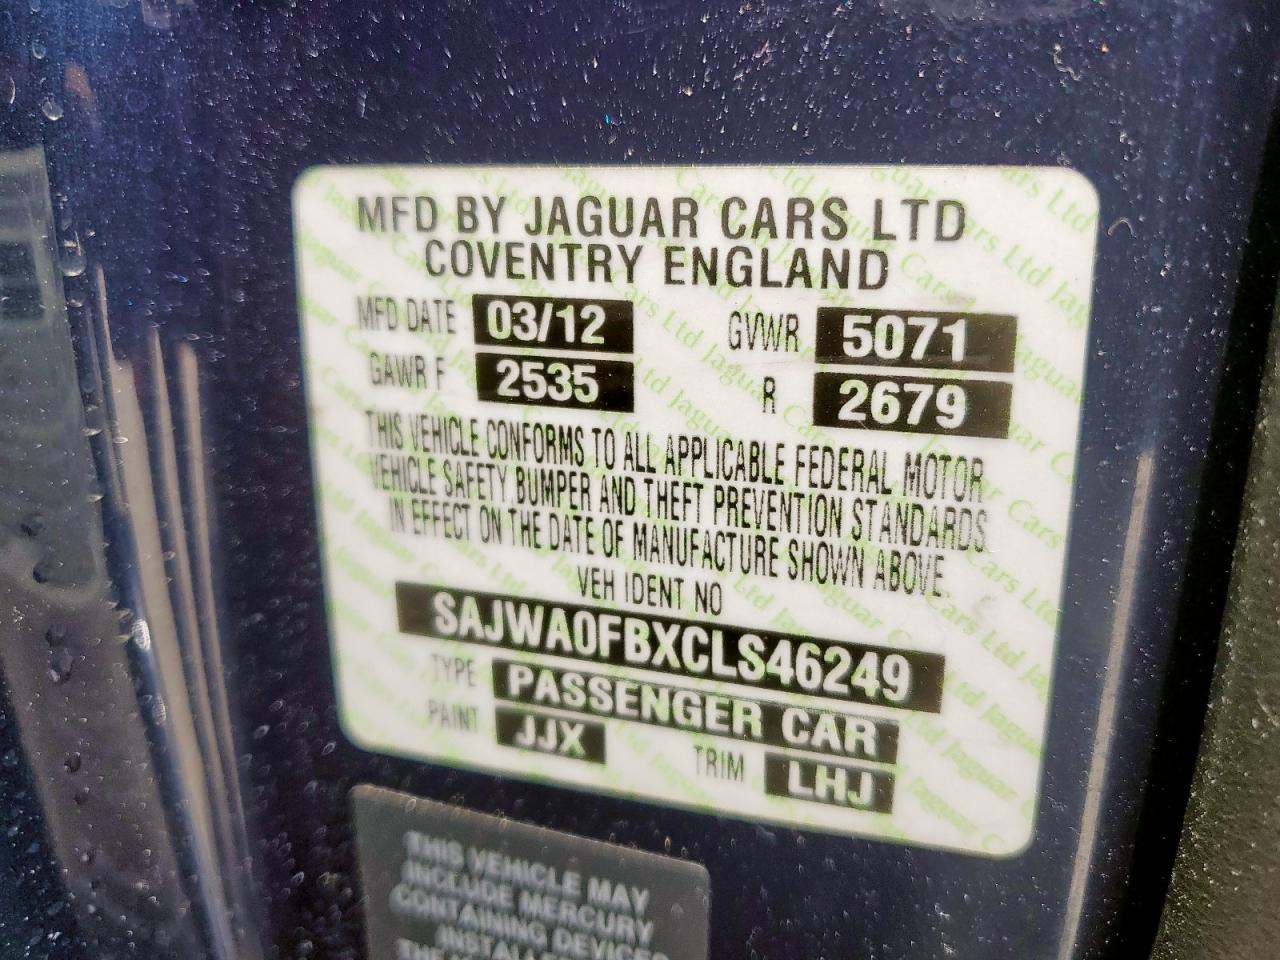 MFD BY JAGUAR CARS LTD
COVENTRY ENGLAND
MFD DATE 03/12 GVWR 5071
GAWR F 2535 R 2679
THIS VEHICLE CONFORMS TO ALL APPLICABLE FEDERAL MOTOR
VEHICLE SAFETY, BUMPER AND THEFT PREVENTION STANDARDS
IN EFFECT ON THE DATE OF MANUFACTURE SHOWN ABOVE.
VEH IDENT NO
SAJWA0FBXCLS46249
TYPE PASSENGER CAR
PAINT JJX TRIM LHJ
THIS VEHICLE MAY
INCLUDE MERCURY
CONTAINING DEVICES